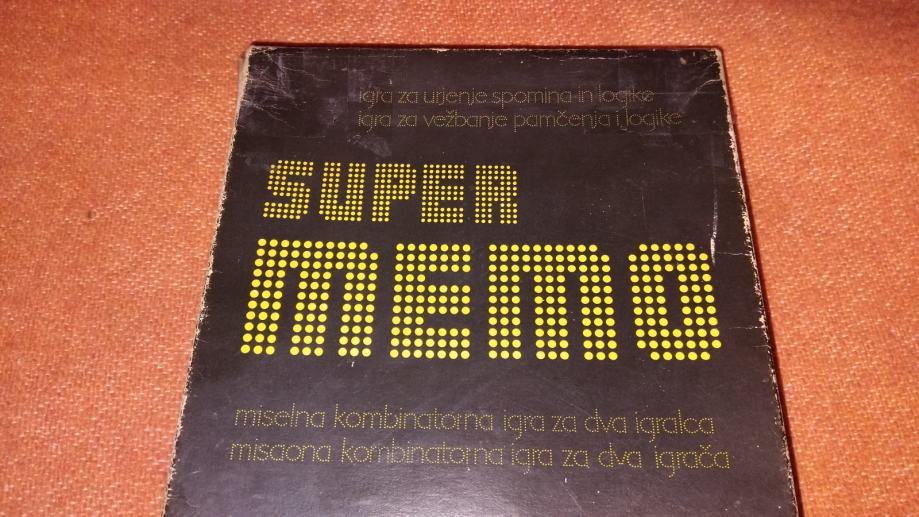 igra za urjenje spomina in logike
igra za vežbanje pamčenja i logike
SUPER
MEMO
miselna kombinatorna igra za dva igralca
misaona kombinatorna igra za dva igrača